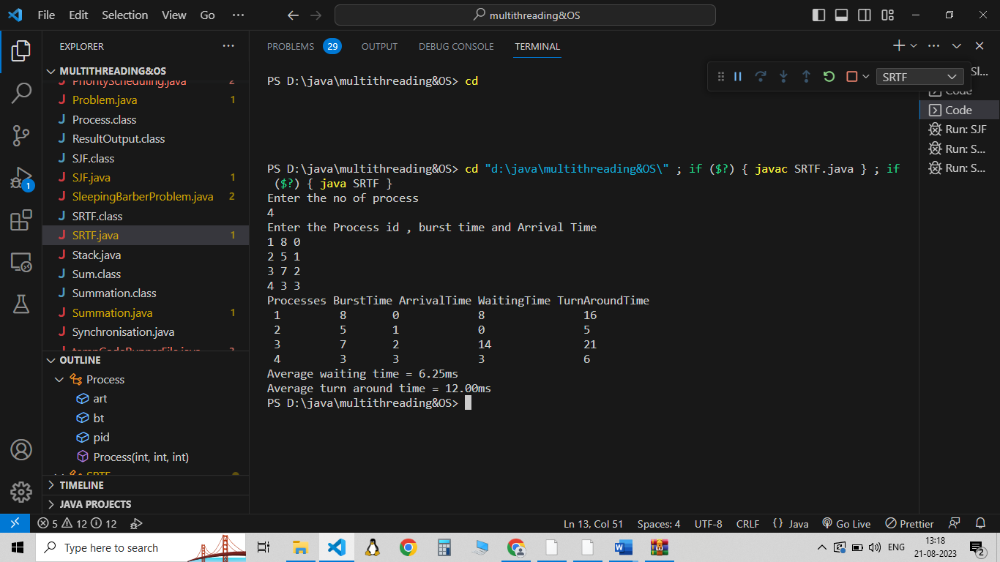 File Edit Selection View Go ··· multithreading&OS
EXPLORER ···
MULTITHREADING&OS
PriorityScheduling.java 2
Problem.java 1
Process.class
ResultOutput.class
SJF.class
SJF.java 1
SleepingBarberProblem.java 2
SRTF.class
SRTF.java 1
Stack.java
Sum.class
Summation.class
Summation.java 1
Synchronisation.java
tempCodeRunnerFile.java 2
OUTLINE
Process
art
bt
pid
Process(int, int, int)
SRTF
TIMELINE
JAVA PROJECTS
1
PROBLEMS 29 OUTPUT DEBUG CONSOLE TERMINAL
SRTF
PS D:\java\multithreading&OS> cd
PS D:\java\multithreading&OS> cd "d:\java\multithreading&OS\" ; if ($?) { javac SRTF.java } ; if
($?) { java SRTF }
Enter the no of process
4
Enter the Process id , burst time and Arrival Time
1 8 0
2 5 1
3 7 2
4 3 3
Processes BurstTime ArrivalTime WaitingTime TurnAroundTime
1 8 0 8 16
2 5 1 0 5
3 7 2 14 21
4 3 3 3 6
Average waiting time = 6.25ms
Average turn around time = 12.00ms
PS D:\java\multithreading&OS>
Sl...
Code
Code
Run: SJF
Run: S...
Run: S...
5 12 12 Ln 13, Col 51 Spaces: 4 UTF-8 CRLF {} Java Go Live Prettier
Type here to search ENG 13:18
21-08-2023 2